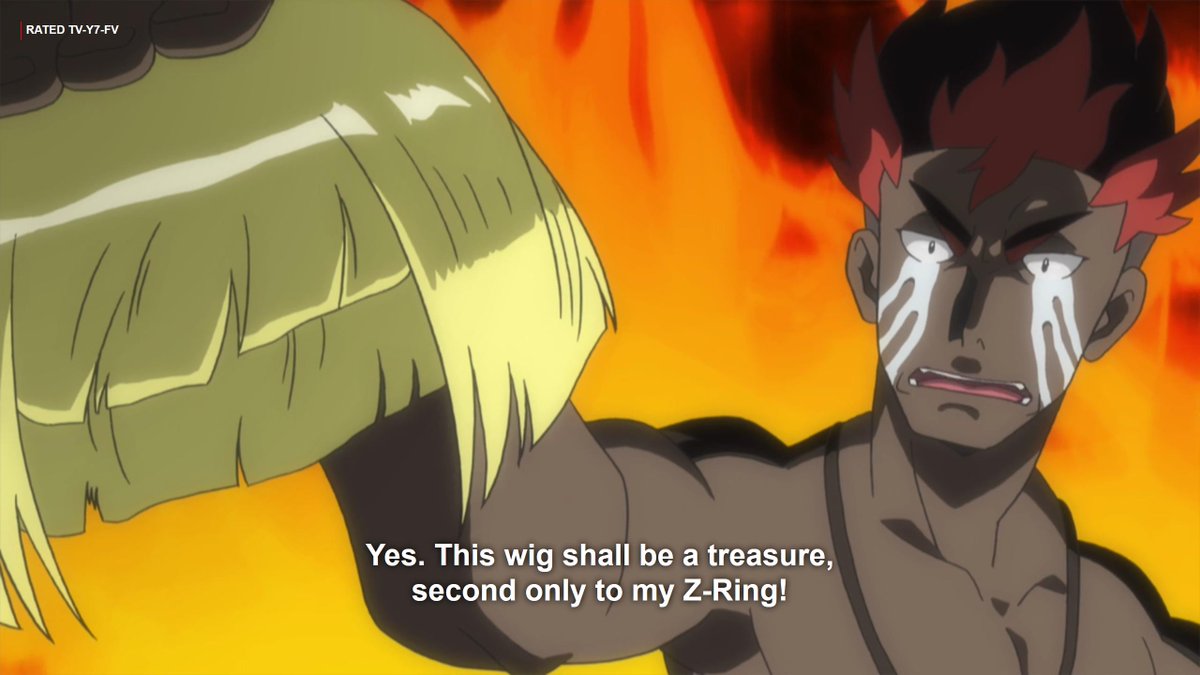 RATED TV-Y7-FV
Yes. This wig shall be a treasure,
second only to my Z-Ring!